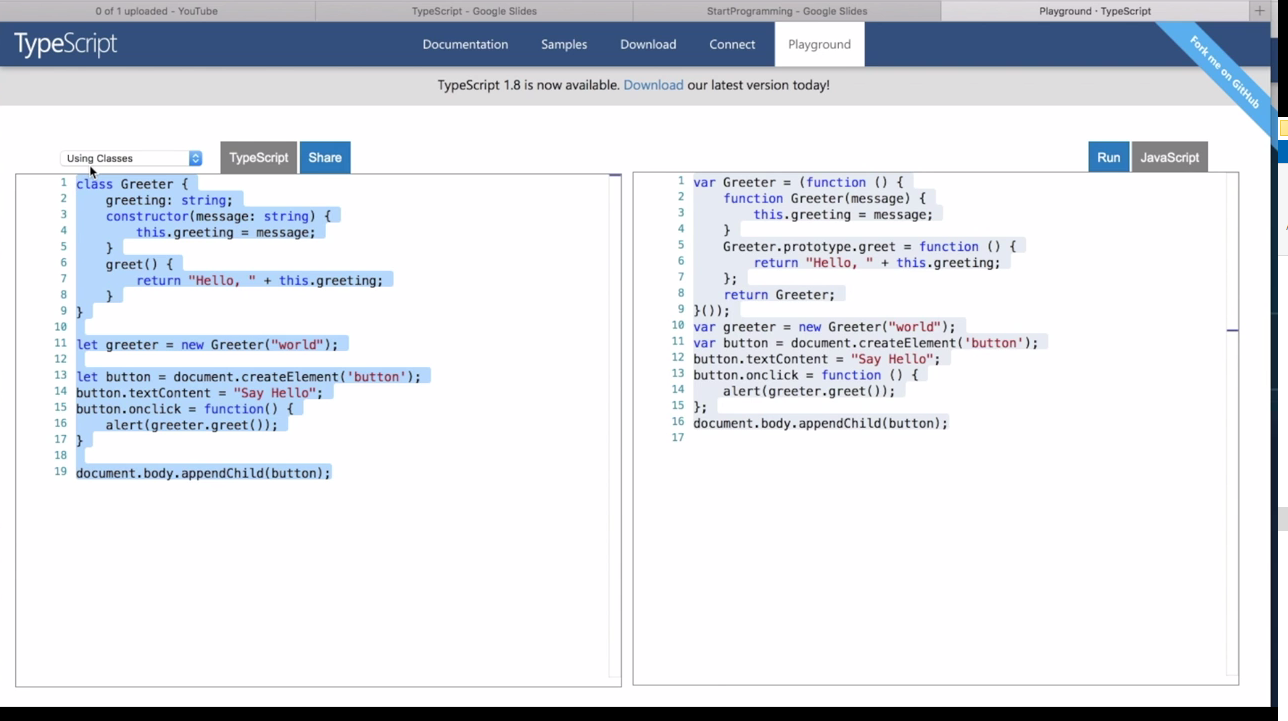 0 of 1 uploaded - YouTube
TypeScript - Google Slides
StartProgramming - Google Slides
Playground · TypeScript
+
TypeScript
Documentation
Samples
Download
Connect
Playground
Fork me on GitHub
TypeScript 1.8 is now available. Download our latest version today!
Using Classes
TypeScript
Share
1 class Greeter {
2     greeting: string;
3     constructor(message: string) {
4         this.greeting = message;
5     }
6     greet() {
7         return "Hello, " + this.greeting;
8     }
9 }
10
11 let greeter = new Greeter("world");
12
13 let button = document.createElement('button');
14 button.textContent = "Say Hello";
15 button.onclick = function() {
16     alert(greeter.greet());
17 }
18
19 document.body.appendChild(button);
Run
JavaScript
1 var Greeter = (function () {
2     function Greeter(message) {
3         this.greeting = message;
4     }
5     Greeter.prototype.greet = function () {
6         return "Hello, " + this.greeting;
7     };
8     return Greeter;
9 }());
10 var greeter = new Greeter("world");
11 var button = document.createElement('button');
12 button.textContent = "Say Hello";
13 button.onclick = function () {
14     alert(greeter.greet());
15 };
16 document.body.appendChild(button);
17